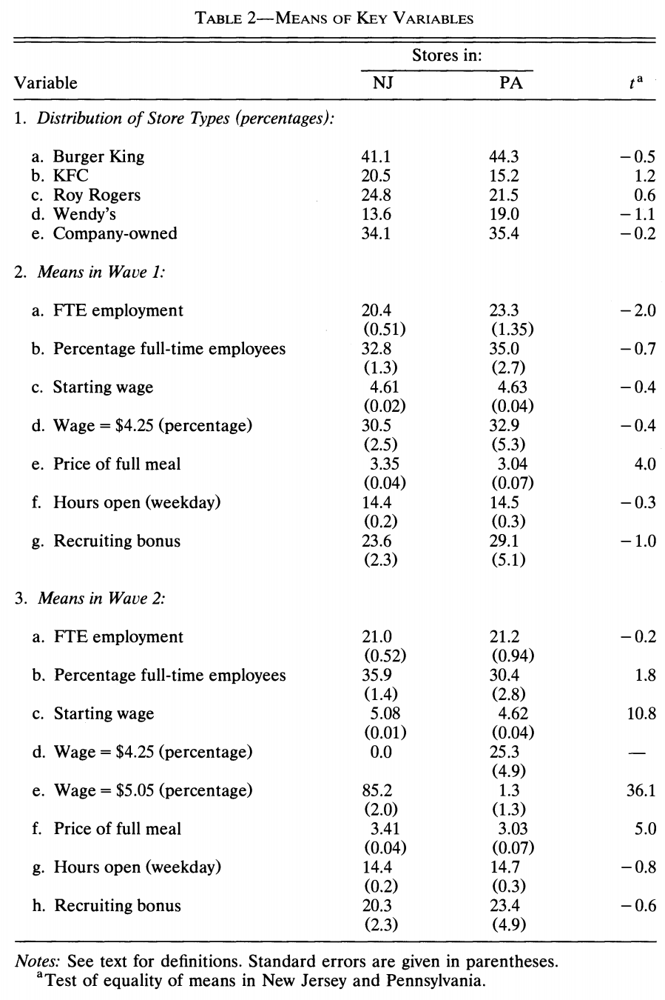 TABLE 2—MEANS OF KEY VARIABLES
Stores in:
Variable NJ PA tᵃ
1. Distribution of Store Types (percentages):
a. Burger King 41.1 44.3 −0.5
b. KFC 20.5 15.2 1.2
c. Roy Rogers 24.8 21.5 0.6
d. Wendy's 13.6 19.0 −1.1
e. Company-owned 34.1 35.4 −0.2
2. Means in Wave 1:
a. FTE employment 20.4 23.3 −2.0
(0.51) (1.35)
b. Percentage full-time employees 32.8 35.0 −0.7
(1.3) (2.7)
c. Starting wage 4.61 4.63 −0.4
(0.02) (0.04)
d. Wage = $4.25 (percentage) 30.5 32.9 −0.4
(2.5) (5.3)
e. Price of full meal 3.35 3.04 4.0
(0.04) (0.07)
f. Hours open (weekday) 14.4 14.5 −0.3
(0.2) (0.3)
g. Recruiting bonus 23.6 29.1 −1.0
(2.3) (5.1)
3. Means in Wave 2:
a. FTE employment 21.0 21.2 −0.2
(0.52) (0.94)
b. Percentage full-time employees 35.9 30.4 1.8
(1.4) (2.8)
c. Starting wage 5.08 4.62 10.8
(0.01) (0.04)
d. Wage = $4.25 (percentage) 0.0 25.3 —
(4.9)
e. Wage = $5.05 (percentage) 85.2 1.3 36.1
(2.0) (1.3)
f. Price of full meal 3.41 3.03 5.0
(0.04) (0.07)
g. Hours open (weekday) 14.4 14.7 −0.8
(0.2) (0.3)
h. Recruiting bonus 20.3 23.4 −0.6
(2.3) (4.9)
Notes: See text for definitions. Standard errors are given in parentheses.
ᵃTest of equality of means in New Jersey and Pennsylvania.